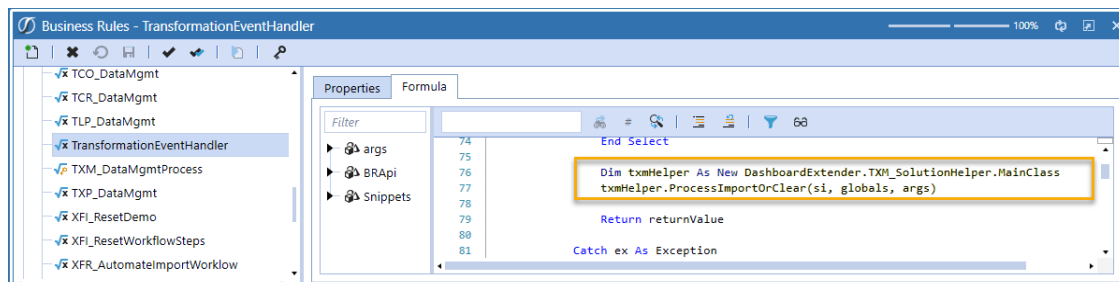 Business Rules - TransformationEventHandler
100%
TCO_DataMgmt
TCR_DataMgmt
TLP_DataMgmt
TransformationEventHandler
TXM_DataMgmtProcess
TXP_DataMgmt
XFI_ResetDemo
XFI_ResetWorkflowSteps
XFR_AutomateImportWorklow
Properties
Formula
Filter
args
BRApi
Snippets
74 End Select
75
76 Dim txmHelper As New DashboardExtender.TXM_SolutionHelper.MainClass
77 txmHelper.ProcessImportOrClear(si, globals, args)
78
79 Return returnValue
80
81 Catch ex As Exception